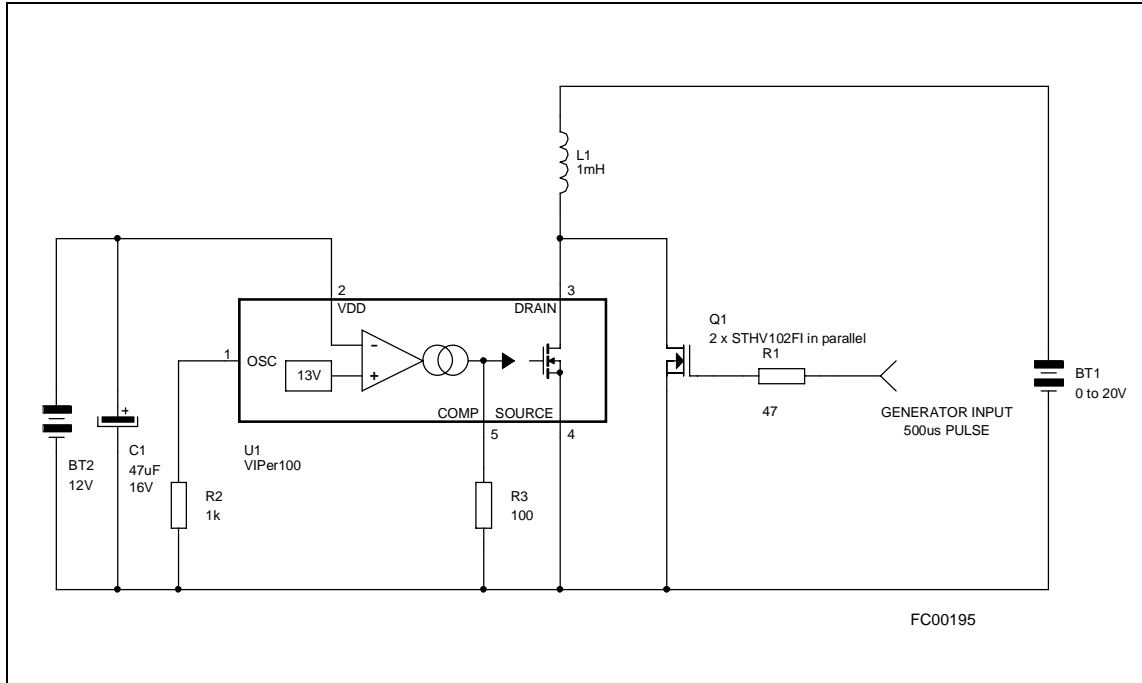 L1
1mH
2
VDD
3
DRAIN
Q1
2 x STHV102FI in parallel
R1
47
1
OSC
13V
-
+
COMP
SOURCE
5
4
GENERATOR INPUT
500us PULSE
BT1
0 to 20V
U1
VIPer100
+
BT2
12V
C1
47uF
16V
R2
1k
R3
100
FC00195